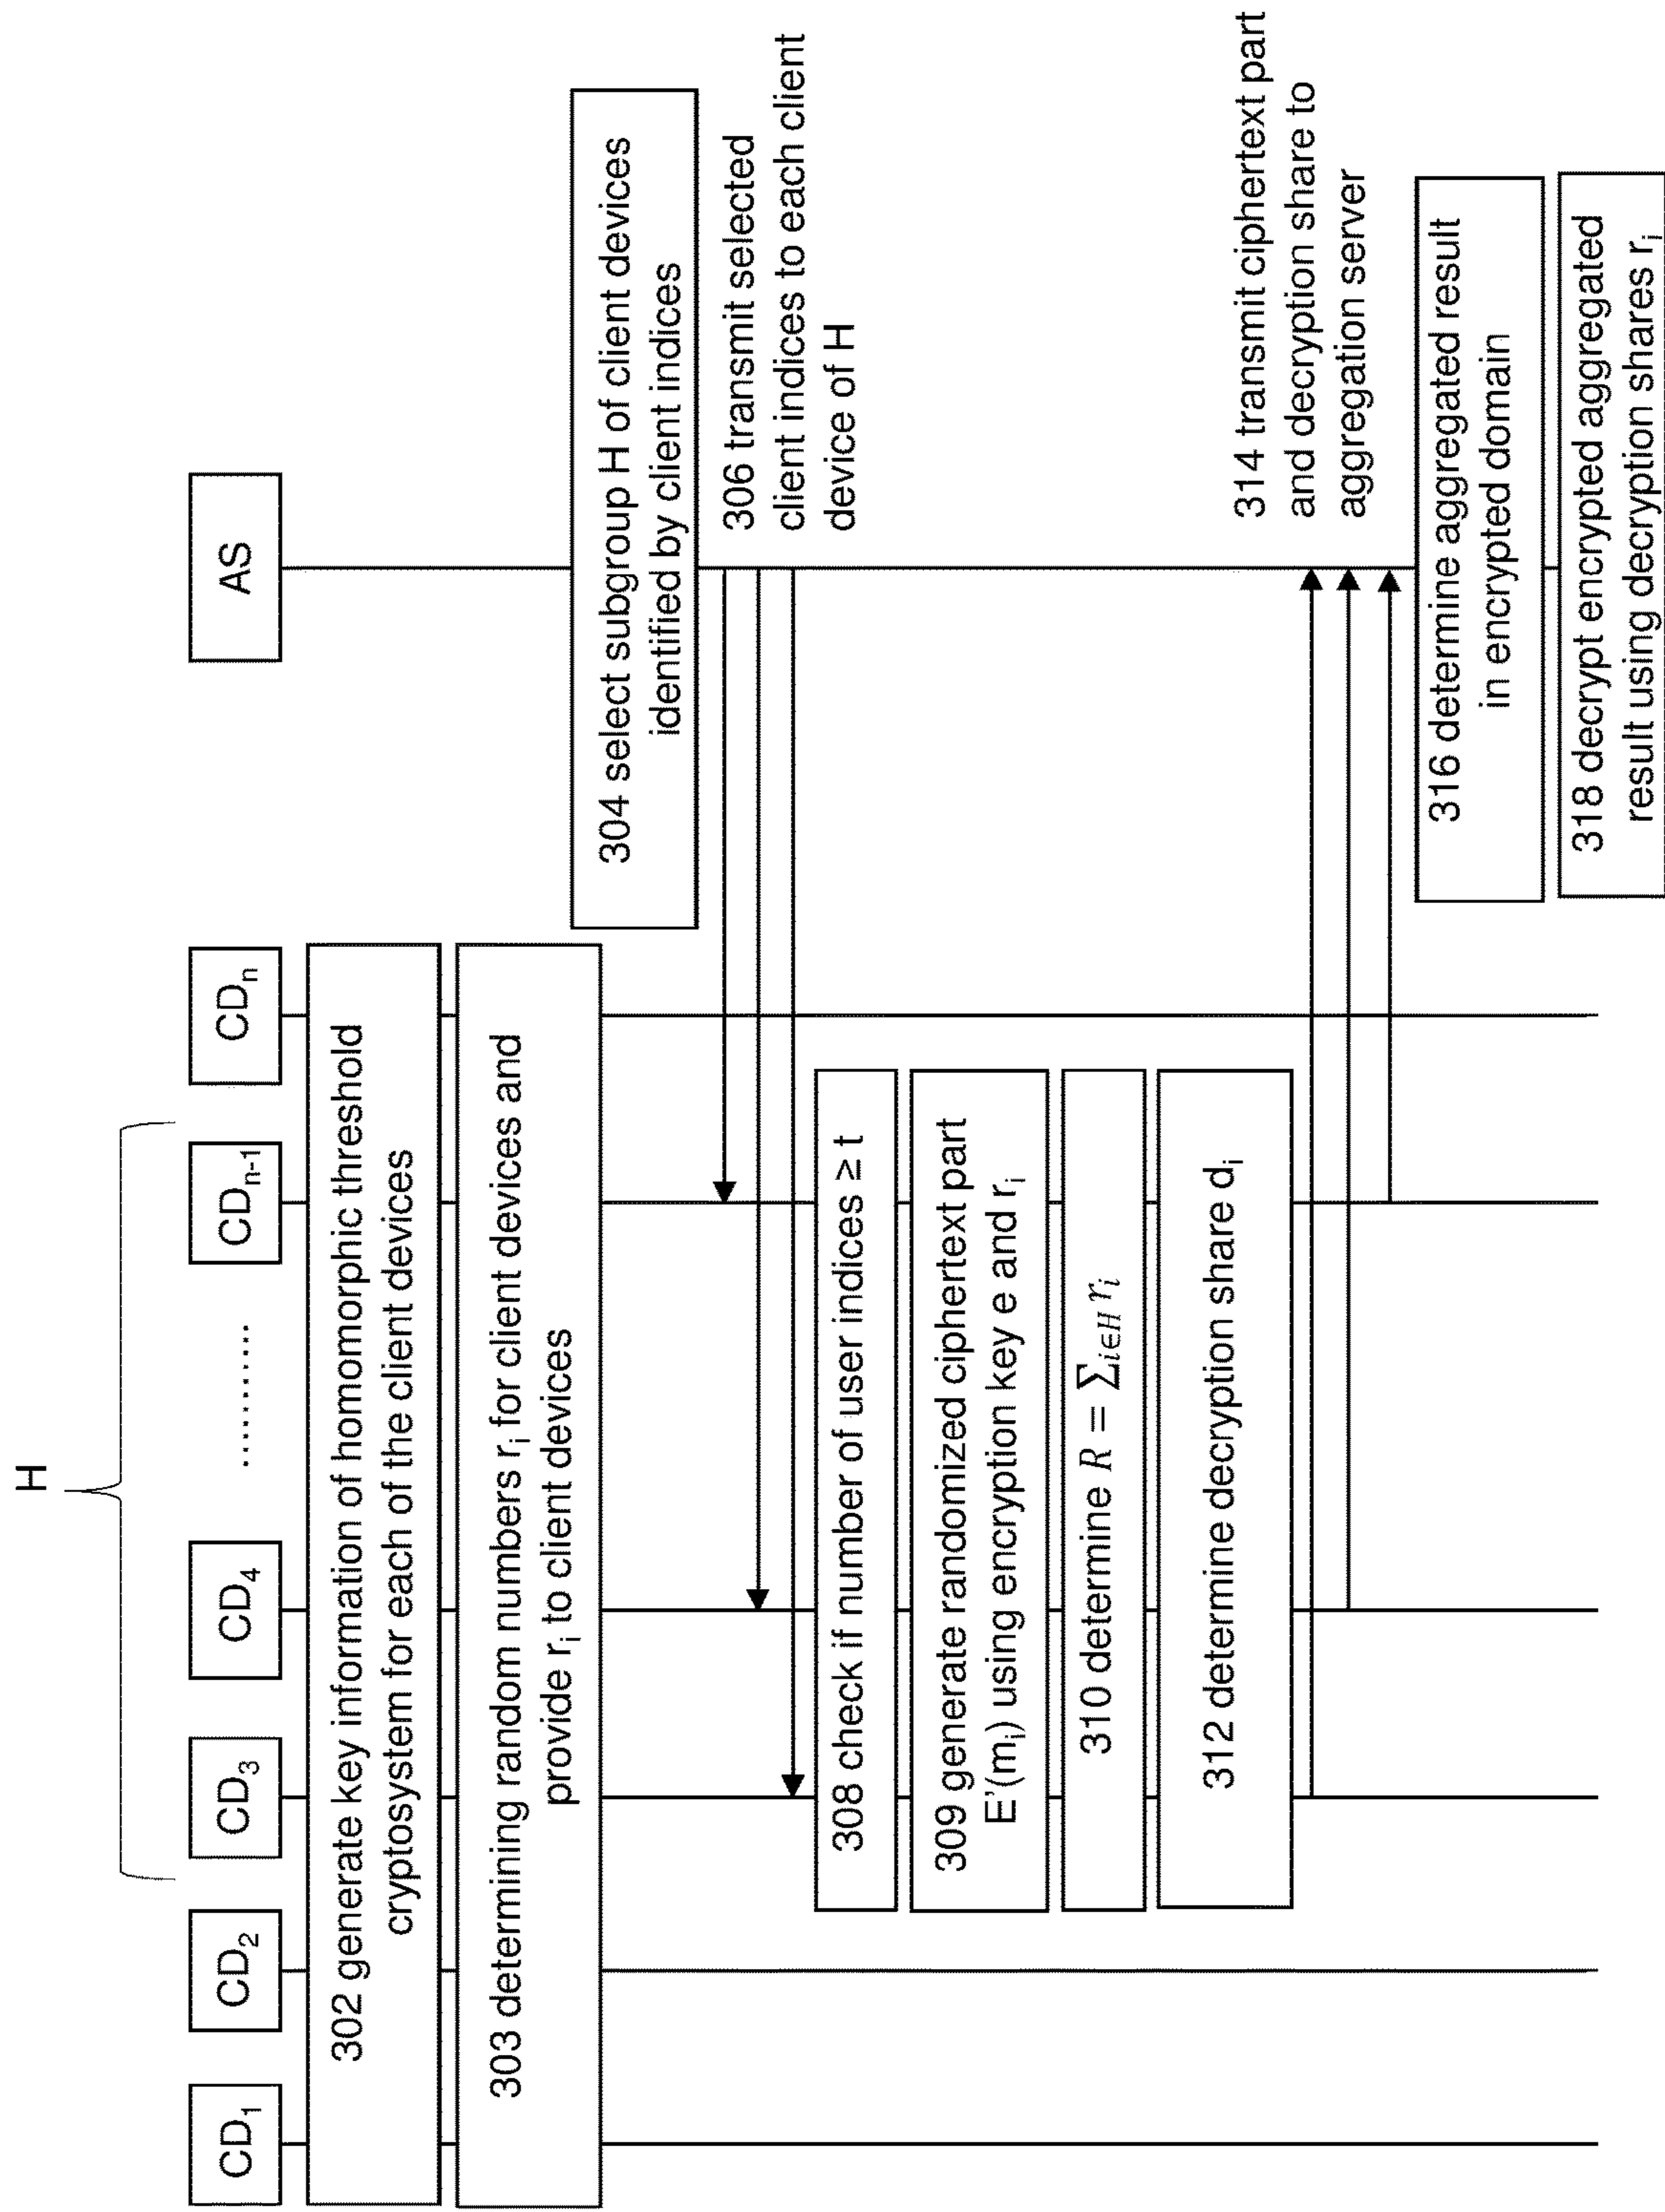 H
CD1 CD2 CD3 CD4 ........... CDn-1 CDn AS
302 generate key information of homomorphic threshold
cryptosystem for each of the client devices
303 determining random numbers ri for client devices and
provide ri to client devices
304 select subgroup H of client devices
identified by client indices
306 transmit selected
client indices to each client
device of H
308 check if number of user indices ≥ t
309 generate randomized ciphertext part
E'(mi) using encryption key e and ri
310 determine R = ∑i∈H ri
312 determine decryption share di
314 transmit ciphertext part
and decryption share to
aggregation server
316 determine aggregated result
in encrypted domain
318 decrypt encrypted aggregated
result using decryption shares ri